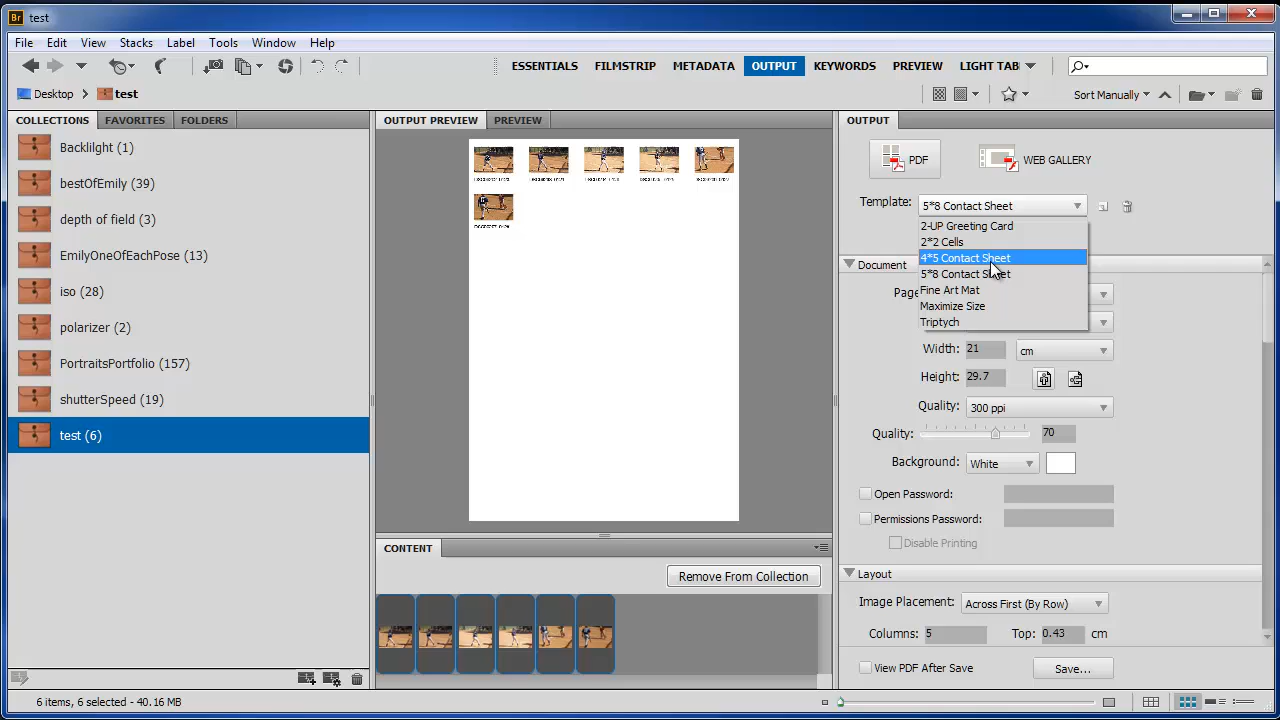 Br test
File Edit View Stacks Label Tools Window Help
ESSENTIALS FILMSTRIP METADATA OUTPUT KEYWORDS PREVIEW LIGHT TAB
Desktop test
Sort Manually
COLLECTIONS FAVORITES FOLDERS
Backlilght (1)
bestOfEmily (39)
depth of field (3)
EmilyOneOfEachPose (13)
iso (28)
polarizer (2)
PortraitsPortfolio (157)
shutterSpeed (19)
test (6)
OUTPUT PREVIEW PREVIEW
CONTENT
Remove From Collection
OUTPUT
PDF WEB GALLERY
Template: 5*8 Contact Sheet
2-UP Greeting Card
2*2 Cells
4*5 Contact Sheet
5*8 Contact Sheet
Fine Art Mat
Maximize Size
Triptych
Document
Width: 21 cm
Height: 29.7
Quality: 300 ppi
Quality: 70
Background: White
Open Password:
Permissions Password:
Disable Printing
Layout
Image Placement: Across First (By Row)
Columns: 5 Top: 0.43 cm
View PDF After Save Save...
6 items, 6 selected - 40.16 MB